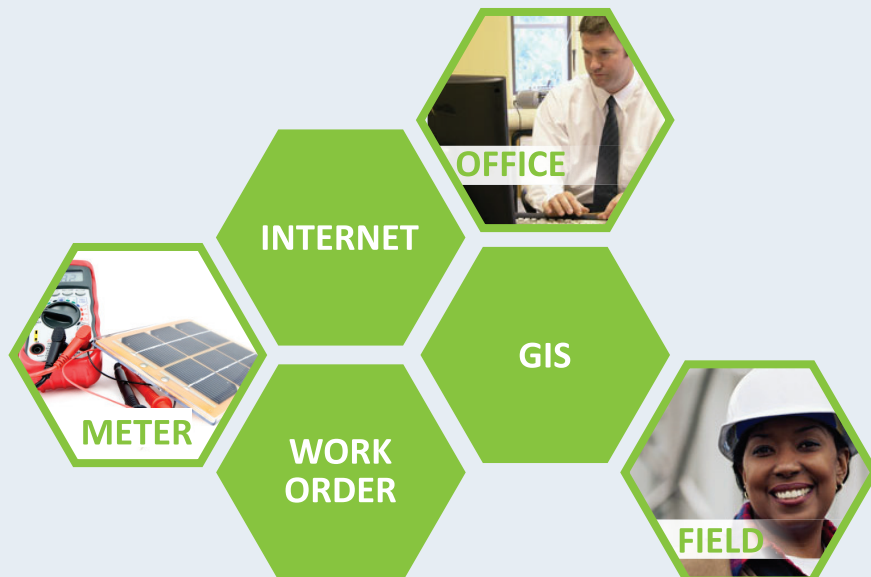 OFFICE
INTERNET
GIS
METER
WORK
ORDER
FIELD